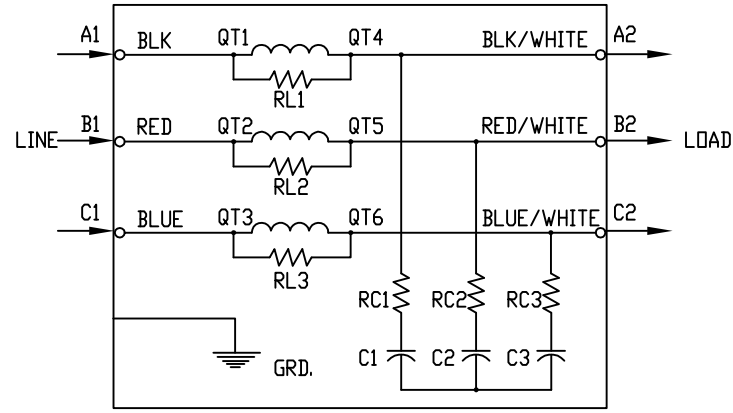 A1 BLK QT1 QT4 BLK/WHITE A2
RL1
LINE B1 RED QT2 QT5 RED/WHITE B2 LOAD
RL2
C1 BLUE QT3 QT6 BLUE/WHITE C2
RL3
RC1 RC2 RC3
C1 C2 C3
GRD.